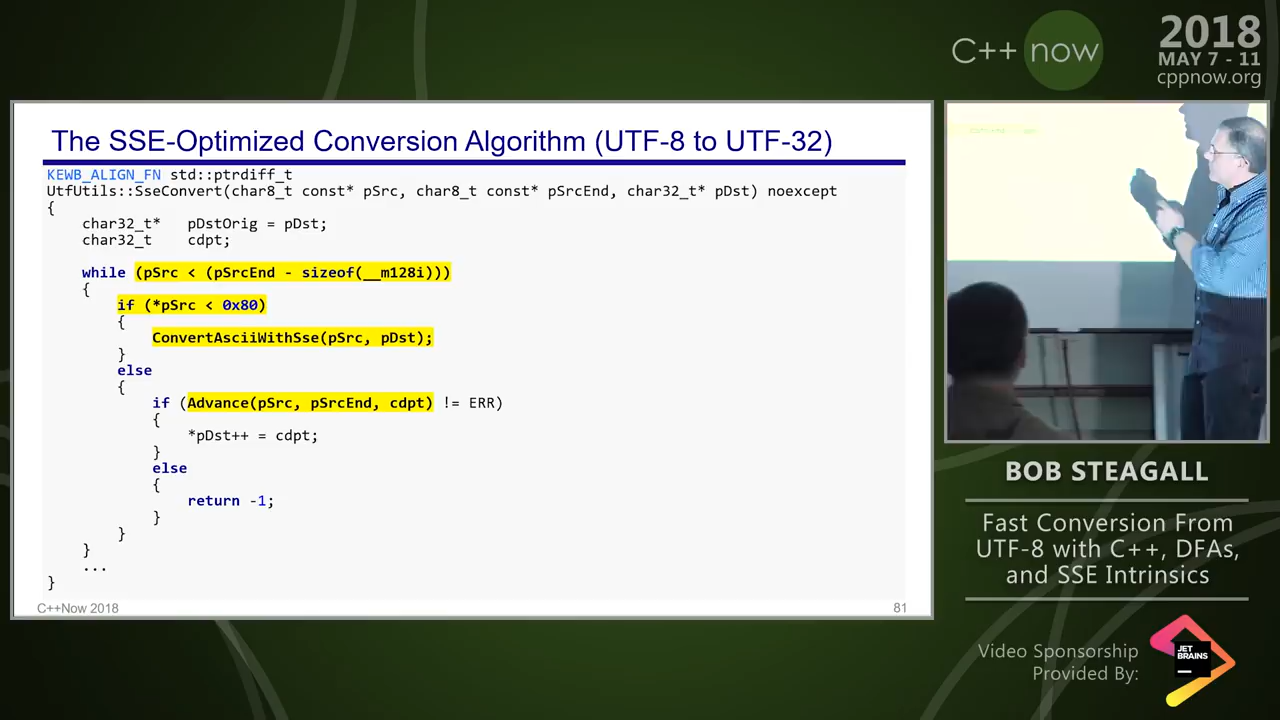 C++ now
2018
MAY 7 - 11
cppnow.org
The SSE-Optimized Conversion Algorithm (UTF-8 to UTF-32)
KEWB_ALIGN_FN std::ptrdiff_t
UtfUtils::SseConvert(char8_t const* pSrc, char8_t const* pSrcEnd, char32_t* pDst) noexcept
{
    char32_t*   pDstOrig = pDst;
    char32_t    cdpt;
    while (pSrc < (pSrcEnd - sizeof(__m128i)))
    {
        if (*pSrc < 0x80)
        {
            ConvertAsciiWithSse(pSrc, pDst);
        }
        else
        {
            if (Advance(pSrc, pSrcEnd, cdpt) != ERR)
            {
                *pDst++ = cdpt;
            }
            else
            {
                return -1;
            }
        }
    }
    ...
}
C++Now 2018
81
BOB STEAGALL
Fast Conversion From
UTF-8 with C++, DFAs,
and SSE Intrinsics
Video Sponsorship
Provided By:
JET
BRAINS